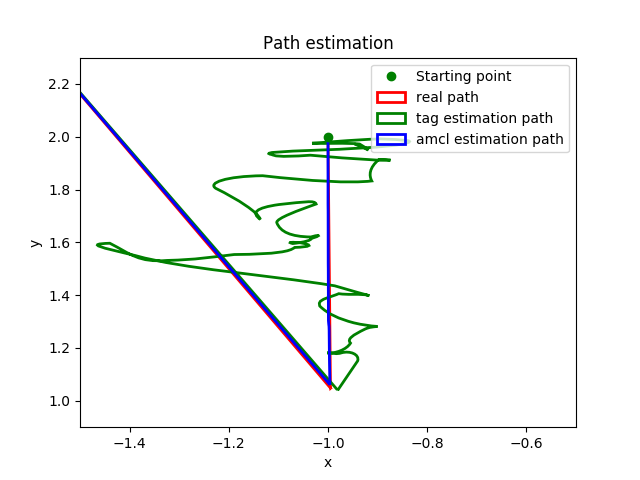 Path estimation
Starting point
real path
tag estimation path
amcl estimation path
2.2
2.0
1.8
1.6
1.4
1.2
1.0
y
−1.4
−1.2
−1.0
−0.8
−0.6
x